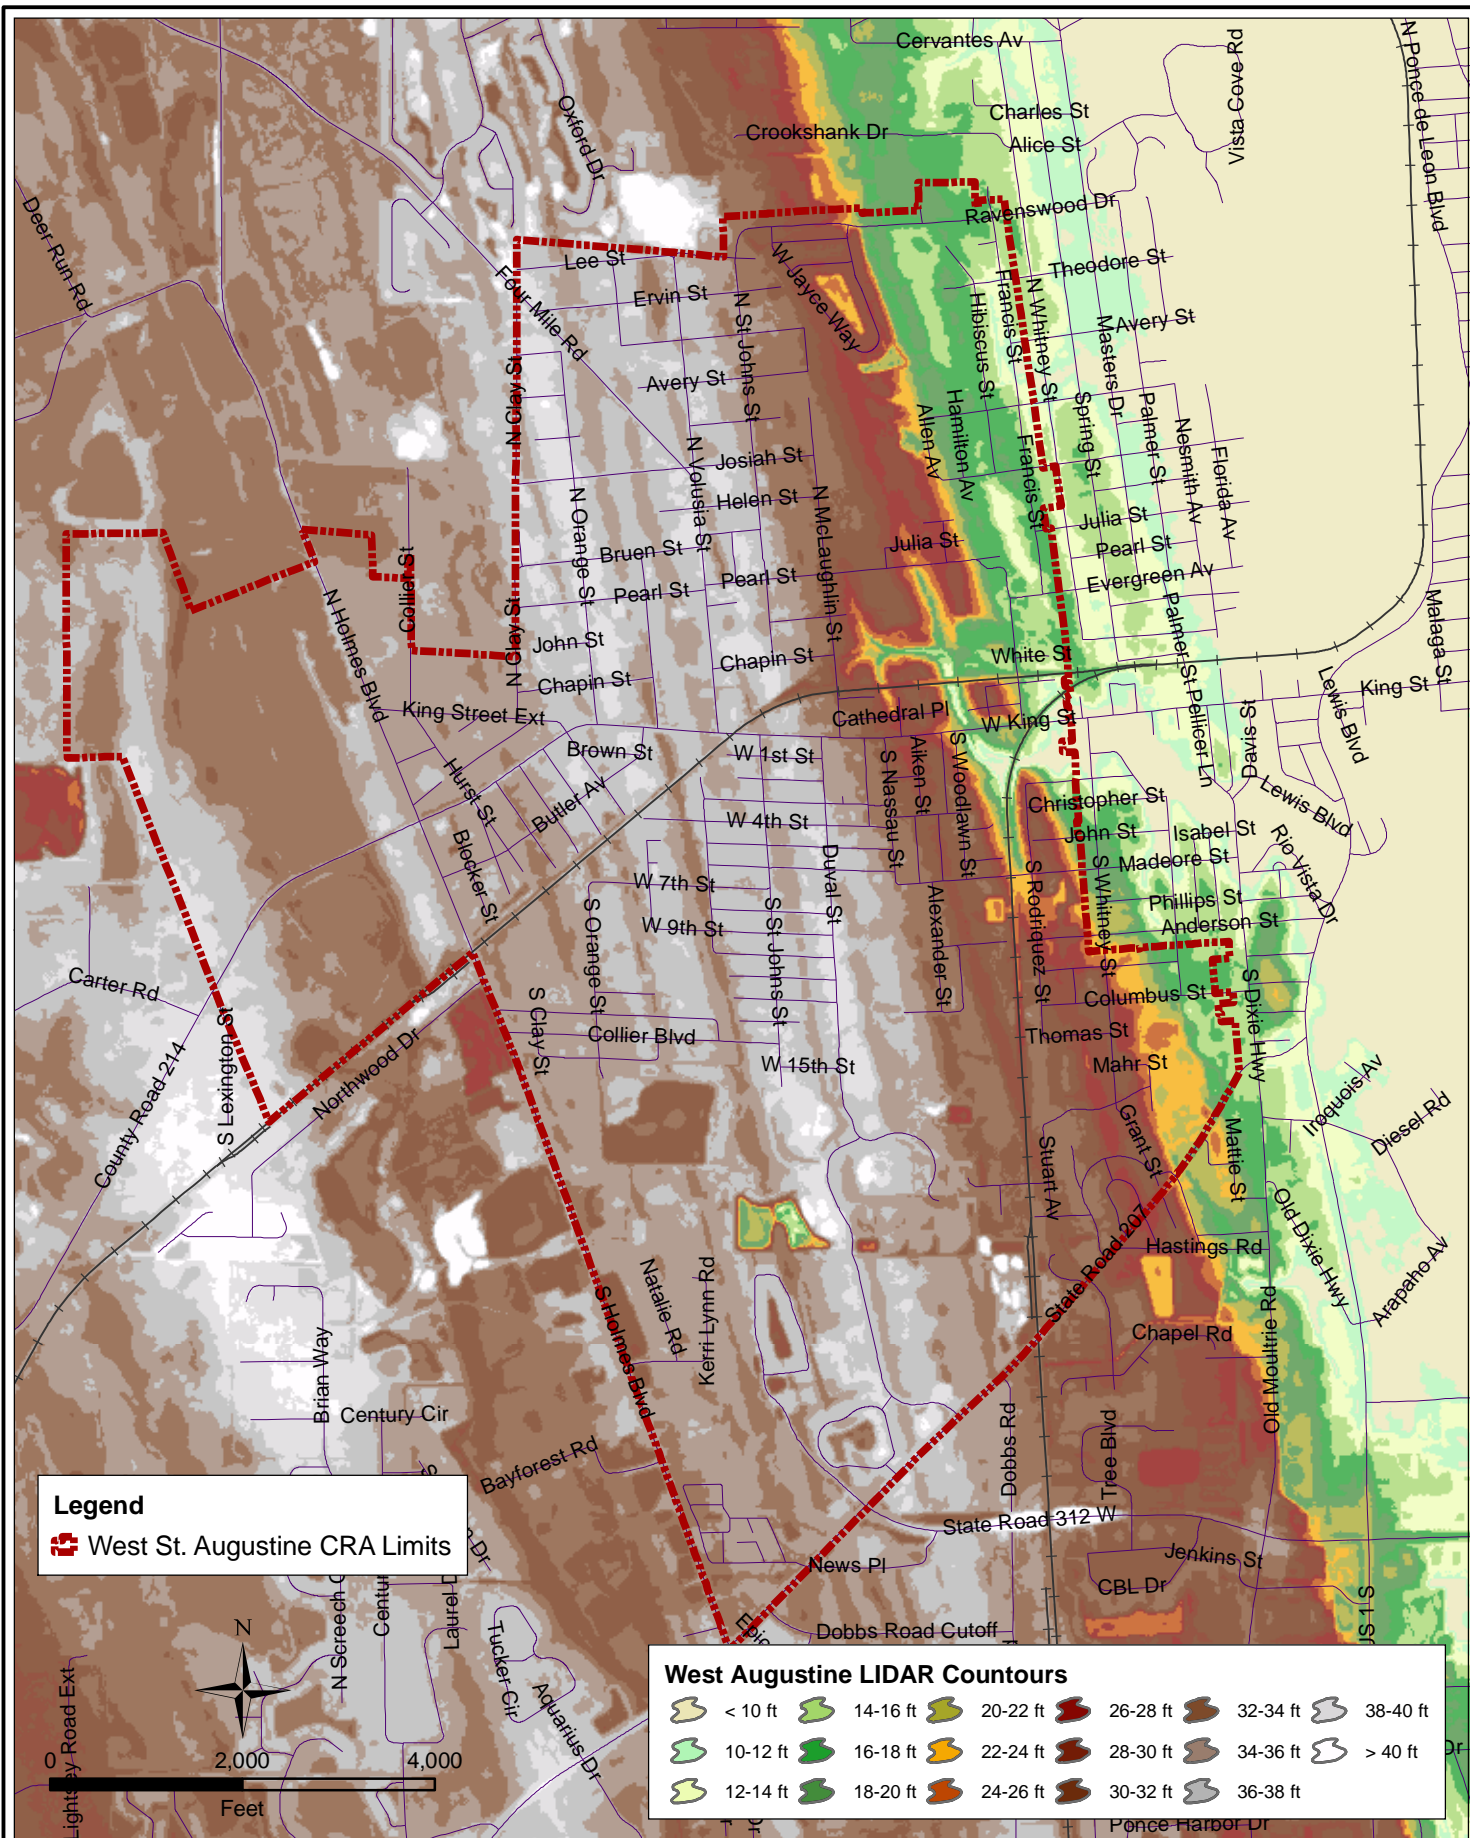 Cervantes Av
N Ponce de Leon Blvd
Vista Cove Rd
Oxford Dr
Charles St
Crookshank Dr
Alice St
Deer Run Rd
Ravenswood Dr
Lee St
Four Mile Rd
W Jayce Way
Theodore St
Ervin St
N St Johns St
Hibiscus St
Francis St
N Whitney St
Avery St
Masters Dr
N Clay St
Avery St
Allen Av
Hamilton Av
Spring St
Palmer St
Nesmith Av
Florida Av
N Volusia St
Josiah St
Helen St
N Orange St
N McLaughlin St
Francis St
Julia St
Julia St
Bruen St
Pearl St
Pearl St
Pearl St
Evergreen Av
Collier St
N Clay St
N Holmes Blvd
John St
Chapin St
Chapin St
White St
Palmer St
Malaga St
N
King Street Ext
Cathedral Pl
W King St
Pellicer Ln
Davis St
Lewis Blvd
King St
Brown St
W 1st St
S Nassau St
Aiken St
S Woodlawn St
Hurst St
Butler Av
Christopher St
Lewis Blvd
W 4th St
John St
Isabel St
Rio Vista Dr
Blocker St
Duval St
Madeore St
W 7th St
S Rodriquez St
S Whitney St
Phillips St
Alexander St
S Orange St
W 9th St
S St Johns St
Anderson St
Carter Rd
S Dixie Hwy
Columbus St
S Clay St
Collier Blvd
Thomas St
S Lexington St
Northwood Dr
County Road 214
W 15th St
Mahr St
Iroquois Av
Diesel Rd
Grant St
Mattie St
Stuart Av
Old Dixie Hwy
State Road 207
Hastings Rd
Arapaho Av
Natalie Rd
Kerri Lynn Rd
S Holmes Blvd
Old Moultrie Rd
Chapel Rd
Brian Way
Century Cir
Dobbs Rd
Tree Blvd
Bayforest Rd
State Road 312 W
Jenkins St
News Pl
CBL Dr
Legend
West St. Augustine CRA Limits
Dr
N Screech
Centur
Laurel D
Tucker Cir
Aquarius Dr
Epic
Dobbs Road Cutoff
US 1 S
N
Lightsey Road Ext
0
2,000
4,000
Feet
West Augustine LIDAR Countours
< 10 ft
14-16 ft
20-22 ft
26-28 ft
32-34 ft
38-40 ft
10-12 ft
16-18 ft
22-24 ft
28-30 ft
34-36 ft
> 40 ft
12-14 ft
18-20 ft
24-26 ft
30-32 ft
36-38 ft
Dr
Ponce Harbor Dr